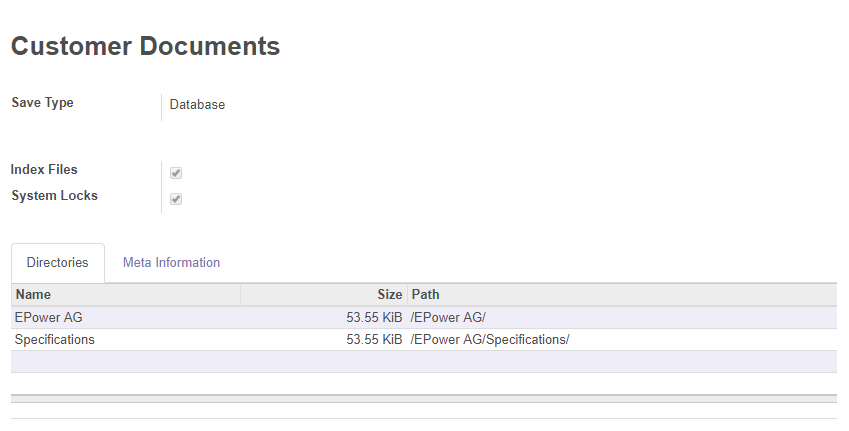 Customer Documents
Save Type Database
Index Files
System Locks
Directories Meta Information
Name Size Path
EPower AG 53.55 KiB /EPower AG/
Specifications 53.55 KiB /EPower AG/Specifications/